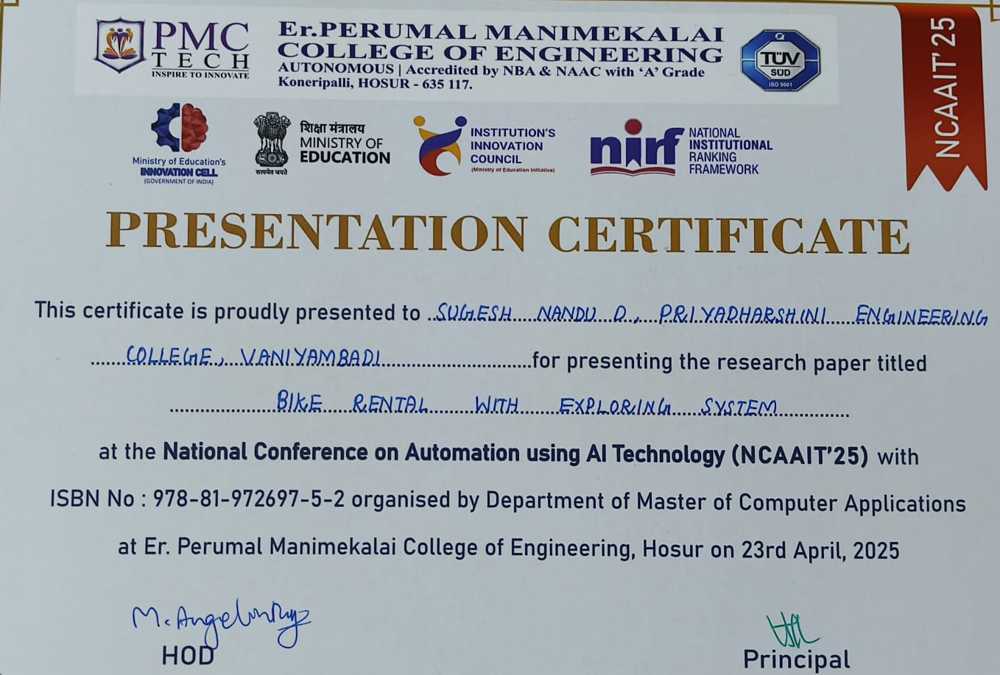 PMC
TECH
INSPIRE TO INNOVATE
Er.PERUMAL MANIMEKALAI
COLLEGE OF ENGINEERING
AUTONOMOUS | Accredited by NBA & NAAC with ‘A’ Grade
Koneripalli, HOSUR - 635 117.
TÜV
SÜD
ISO 9001
NCAAIT' 25
Ministry of Education's
INNOVATION CELL
(GOVERNMENT OF INDIA)
सत्यमेव जयते
शिक्षा मंत्रालय
MINISTRY OF
EDUCATION
INSTITUTION'S
INNOVATION
COUNCIL
(Ministry of Education Initiative)
nirf
NATIONAL
INSTITUTIONAL
RANKING
FRAMEWORK
PRESENTATION CERTIFICATE
This certificate is proudly presented to SUGESH NANDU D, PRIYADHARSHINI ENGINEERING
COLLEGE, VANIYAMBADI for presenting the research paper titled
BIKE RENTAL WITH EXPLORING SYSTEM
at the National Conference on Automation using AI Technology (NCAAIT'25) with
ISBN No : 978-81-972697-5-2 organised by Department of Master of Computer Applications
at Er. Perumal Manimekalai College of Engineering, Hosur on 23rd April, 2025
HOD
Principal